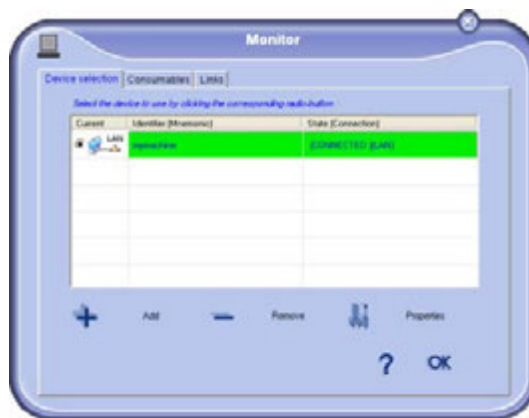 Monitor
Device selection Consumables Links
Select the device to use by clicking the corresponding radio-button
Current Identifier (Mnemonic) State (Connection)
LAN mymachine [CONNECTED (LAN)
Add Remove Properties
? OK